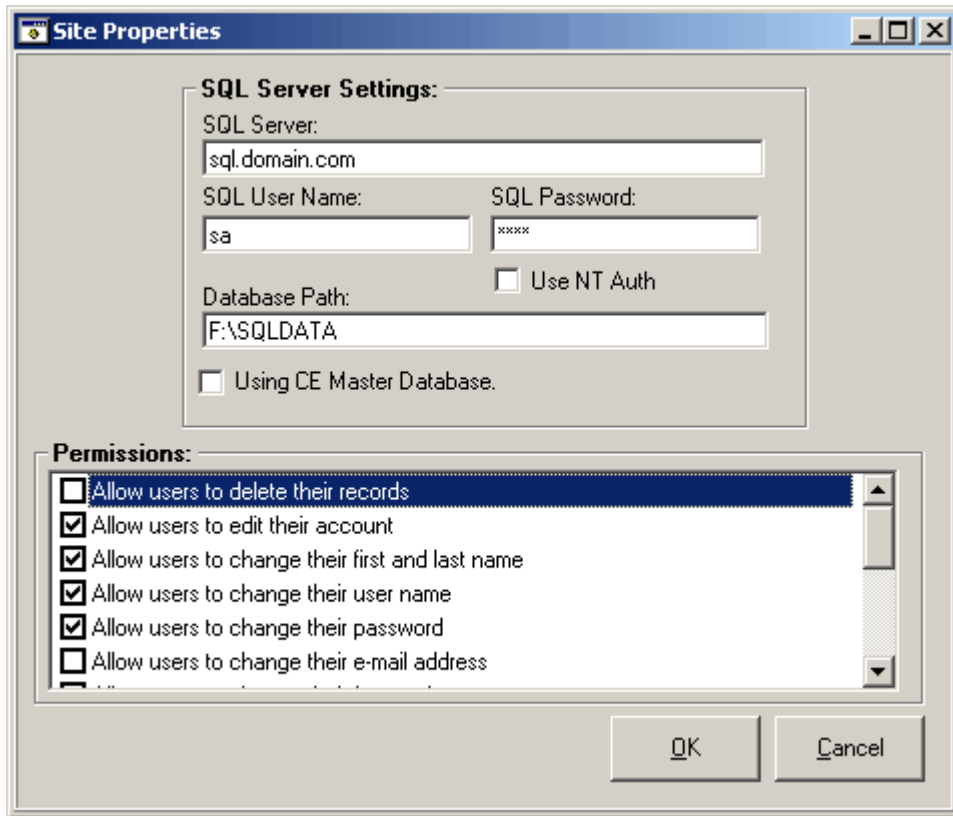 Site Properties
SQL Server Settings:
SQL Server:
sql.domain.com
SQL User Name: SQL Password:
sa ****
Use NT Auth
Database Path:
F:\SQLDATA
Using CE Master Database.
Permissions:
Allow users to delete their records
Allow users to edit their account
Allow users to change their first and last name
Allow users to change their user name
Allow users to change their password
Allow users to change their e-mail address
OK Cancel